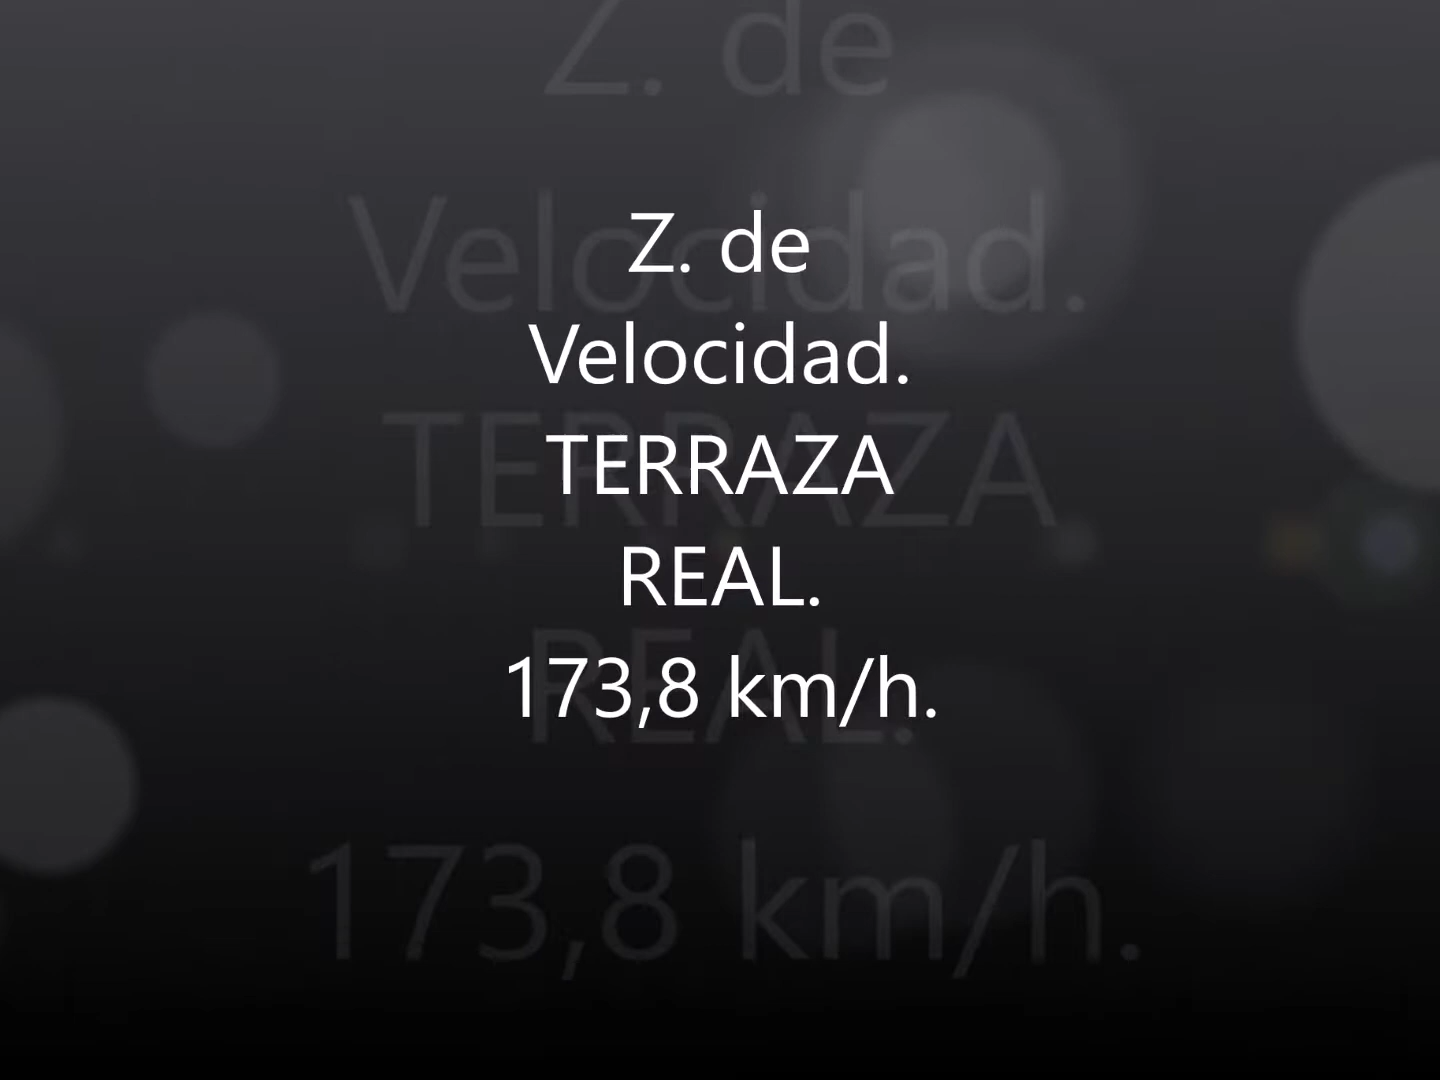 Z. de
Velocidad.
TERRAZA
REAL.
173,8 km/h.